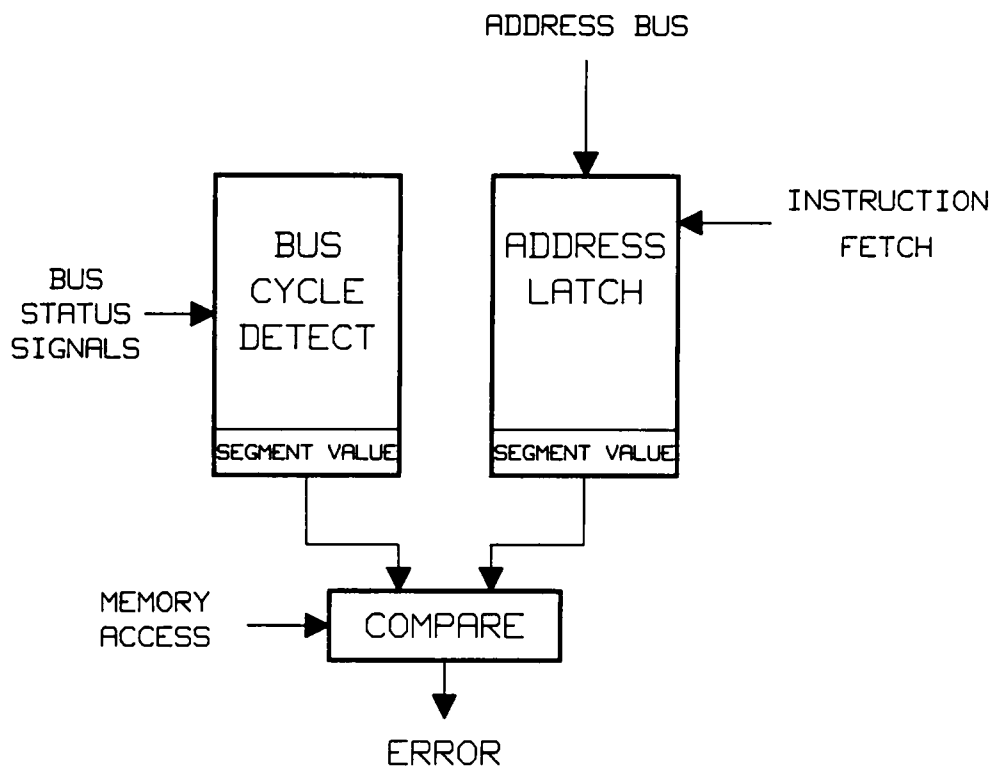 ADDRESS BUS
INSTRUCTION
FETCH
BUS
CYCLE
DETECT
ADDRESS
LATCH
BUS
STATUS
SIGNALS
SEGMENT VALUE
SEGMENT VALUE
MEMORY
ACCESS
COMPARE
ERROR